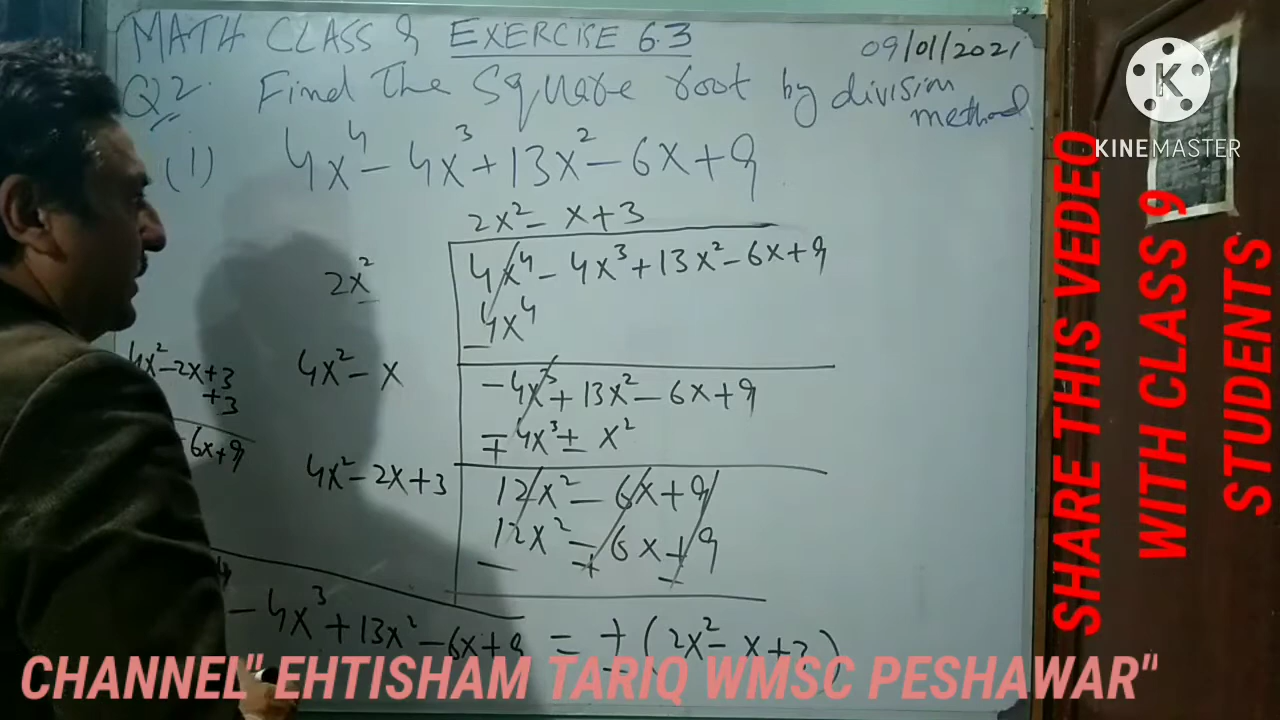 MATH CLASS 9 EXERCISE 6.3 09/01/2021
Q2. Find The Square root by division method
(1) 4x⁴ - 4x³ + 13x² - 6x + 9
2x² - x + 3
2x² 4x⁴ - 4x³ + 13x² - 6x + 9
- 4x⁴
4x² - x - 4x³ + 13x² - 6x + 9
∓ 4x³ ± x²
4x² - 2x + 3 12x² - 6x + 9
12x² - 6x + 9
- + -
4x² - 2x + 3
+ 3
6x + 9
- 4x³ + 13x² - 6x + 9 = ± (2x² - x + 3)
KINEMASTER
SHARE THIS VEDEO
WITH CLASS 9
STUDENTS
CHANNEL" EHTISHAM TARIQ WMSC PESHAWAR"